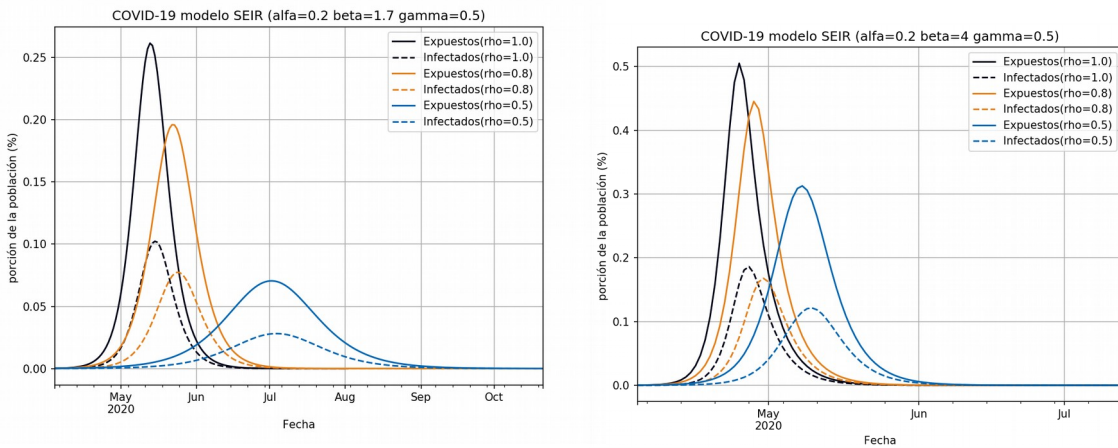 COVID-19 modelo SEIR (alfa=0.2 beta=1.7 gamma=0.5)
Expuestos(rho=1.0)
Infectados(rho=1.0)
Expuestos(rho=0.8)
Infectados(rho=0.8)
Expuestos(rho=0.5)
Infectados(rho=0.5)
porción de la población (%)
0.25
0.20
0.15
0.10
0.05
0.00
May
2020
Jun
Jul
Aug
Sep
Oct
Fecha
COVID-19 modelo SEIR (alfa=0.2 beta=4 gamma=0.5)
Expuestos(rho=1.0)
Infectados(rho=1.0)
Expuestos(rho=0.8)
Infectados(rho=0.8)
Expuestos(rho=0.5)
Infectados(rho=0.5)
porción de la población (%)
0.5
0.4
0.3
0.2
0.1
0.0
May
2020
Jun
Jul
Fecha